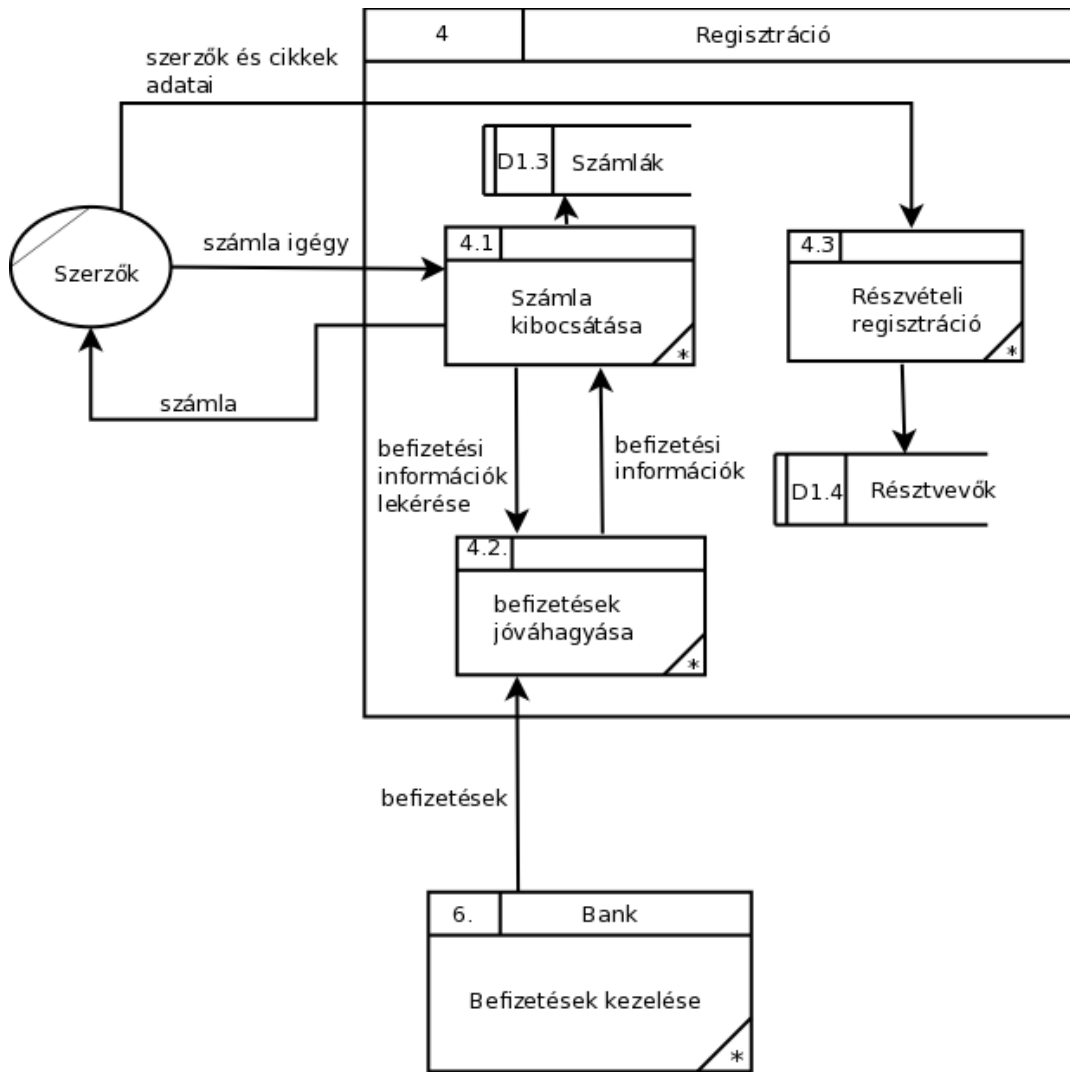 4
Regisztráció
szerzők és cikkek
adatai
D1.3
Számlák
számla igégy
4.1
4.3
Szerzők
Számla
kibocsátása
Részvételi
regisztráció
*
*
számla
befizetési
információk
lekérése
befizetési
információk
D1.4
Résztvevők
4.2.
befizetések
jóváhagyása
*
befizetések
6.
Bank
Befizetések kezelése
*